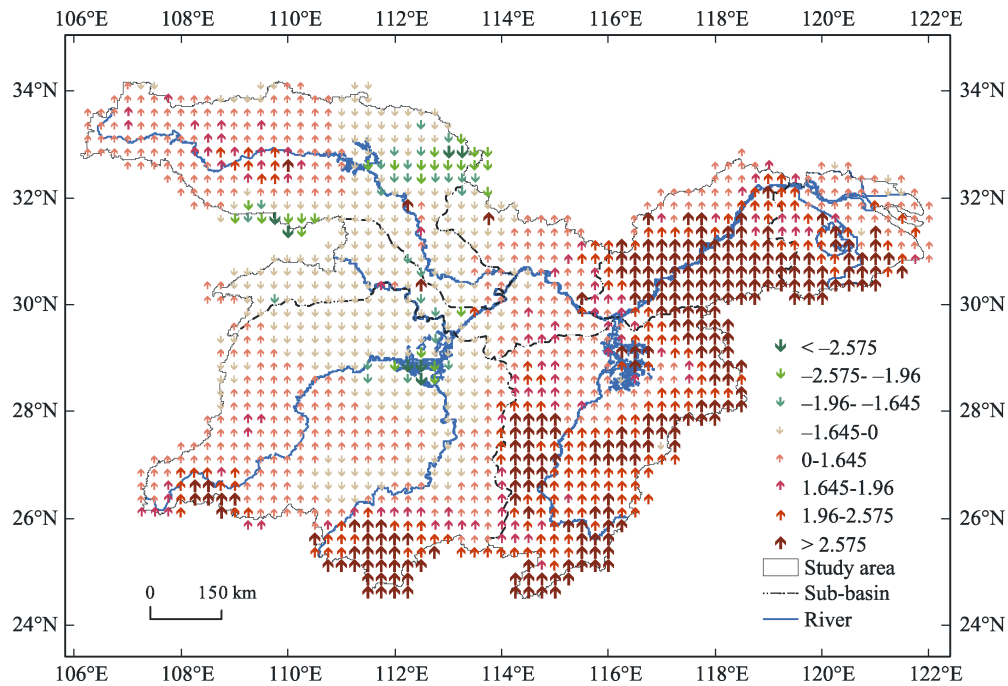 106°E 108°E 110°E 112°E 114°E 116°E 118°E 120°E 122°E
34°N 34°N
32°N 32°N
30°N 30°N
28°N 28°N
26°N 26°N
24°N 24°N
< –2.575
–2.575- –1.96
–1.96- –1.645
–1.645-0
0-1.645
1.645-1.96
1.96-2.575
> 2.575
Study area
Sub-basin
River
0 150 km
106°E 108°E 110°E 112°E 114°E 116°E 118°E 120°E 122°E